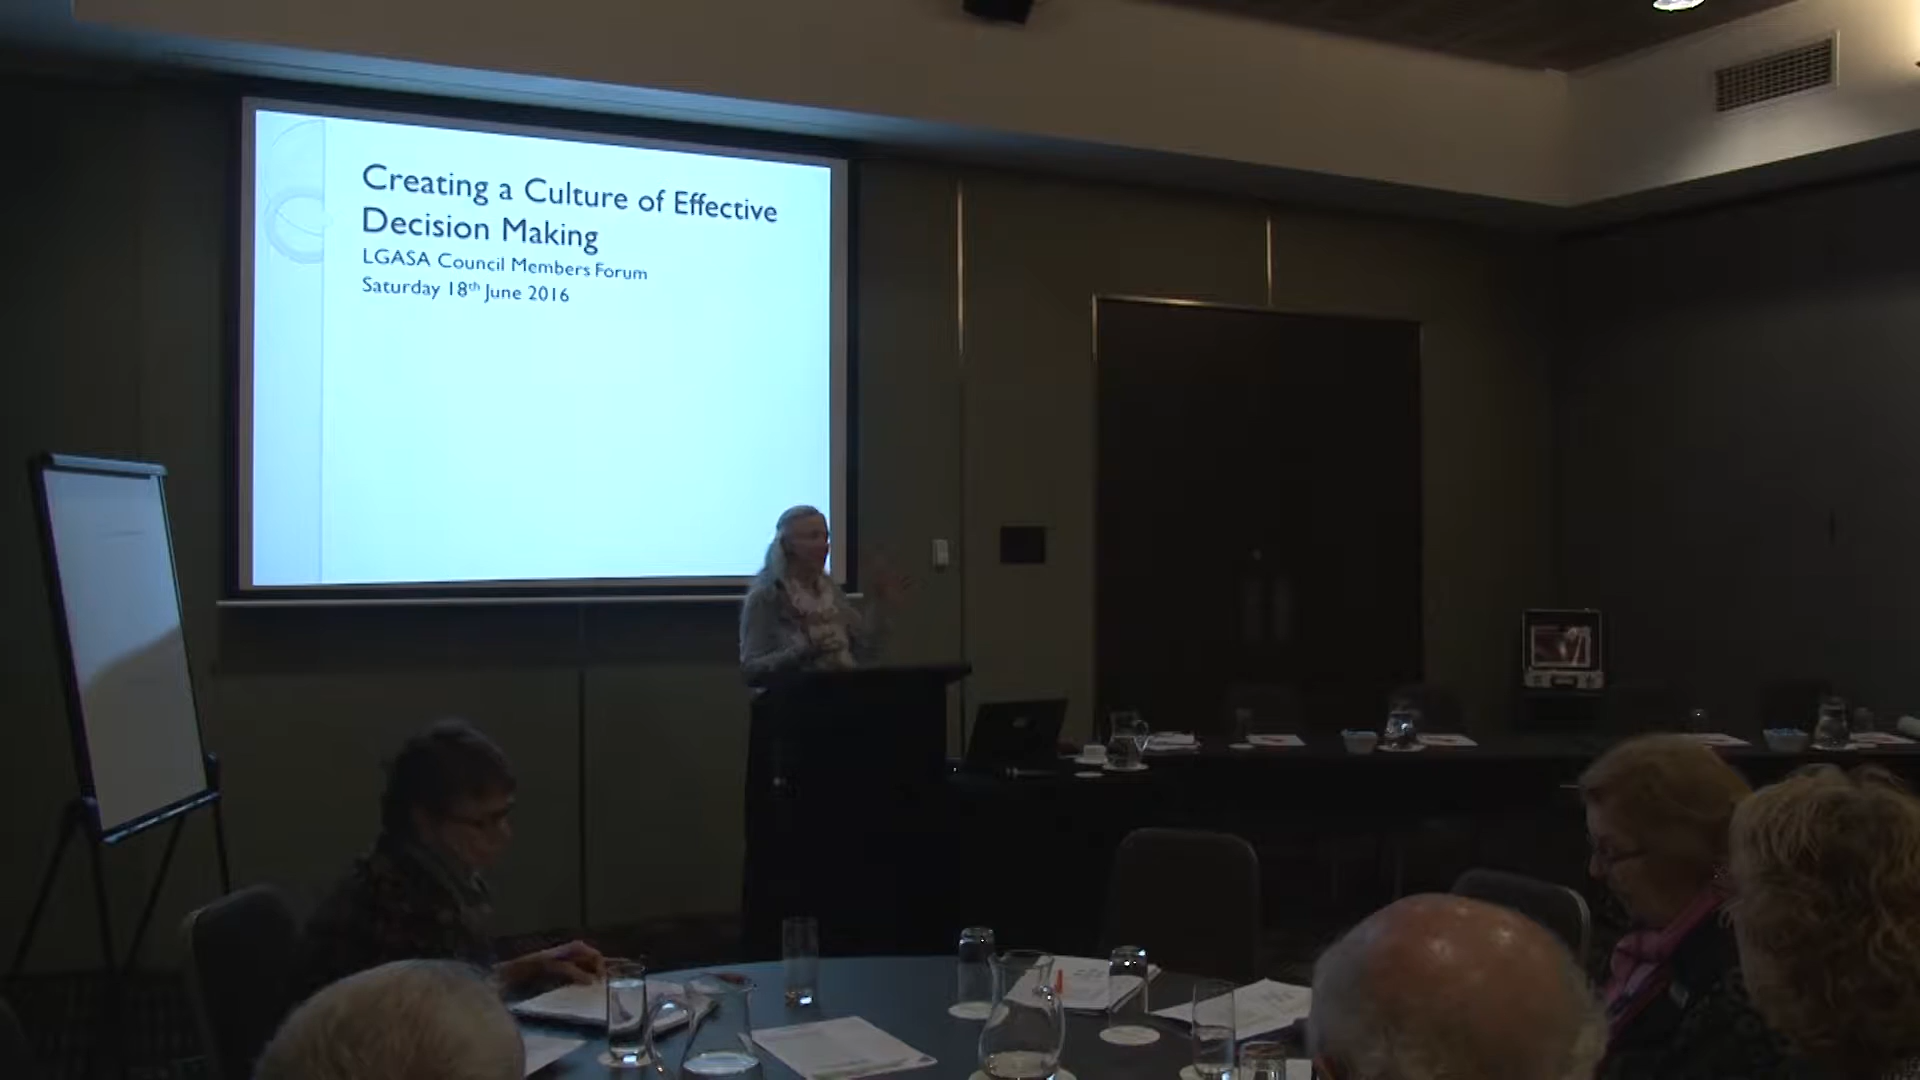 Creating a Culture of Effective
Decision Making
LGASA Council Members Forum
Saturday 18th June 2016